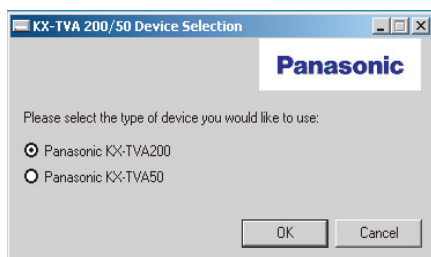 KX-TVA 200/50 Device Selection
Panasonic
Please select the type of device you would like to use:
Panasonic KX-TVA200
Panasonic KX-TVA50
OK Cancel